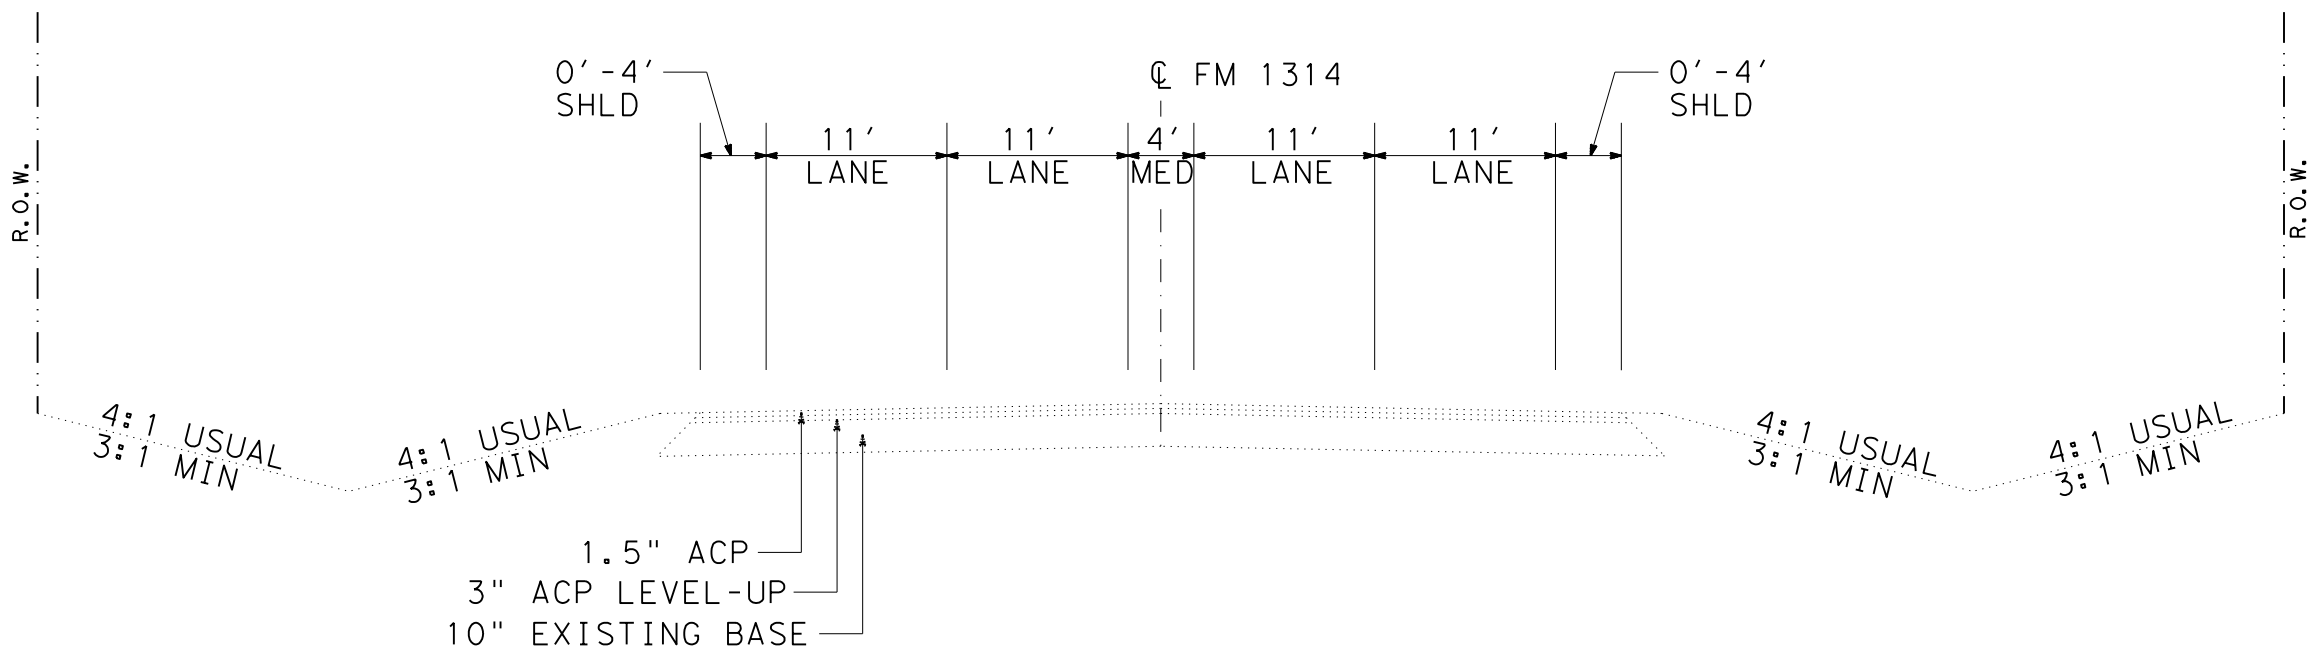 0'-4'
SHLD
℄ FM 1314
0'-4'
SHLD
11'
LANE
11'
LANE
4'
MED
11'
LANE
11'
LANE
R.O.W.
R.O.W.
4:1 USUAL
3:1 MIN
4:1 USUAL
3:1 MIN
4:1 USUAL
3:1 MIN
4:1 USUAL
3:1 MIN
1.5" ACP
3" ACP LEVEL-UP
10" EXISTING BASE